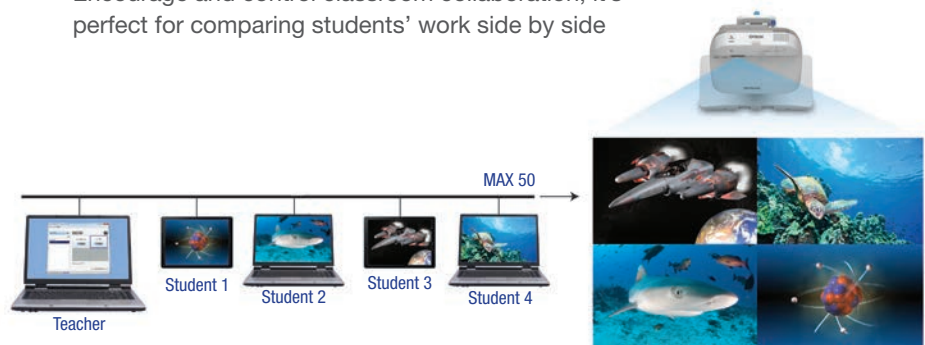 Encourage and control classroom collaboration; it's
perfect for comparing students' work side by side
MAX 50
Teacher
Student 1
Student 2
Student 3
Student 4